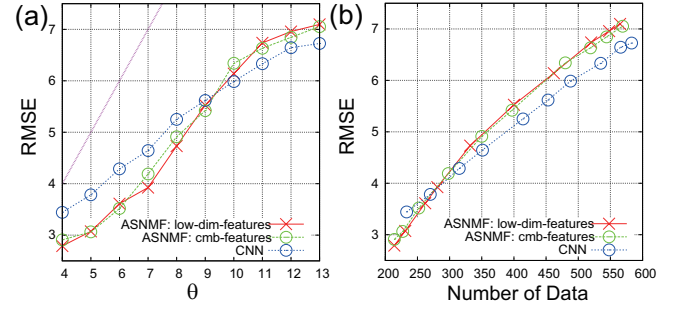 (a)
RMSE
7
6
5
4
3
ASNMF: low-dim-features
ASNMF: cmb-features
CNN
4 5 6 7 8 9 10 11 12 13
θ
(b)
RMSE
7
6
5
4
3
ASNMF: low-dim-features
ASNMF: cmb-features
CNN
200 250 300 350 400 450 500 550 600
Number of Data